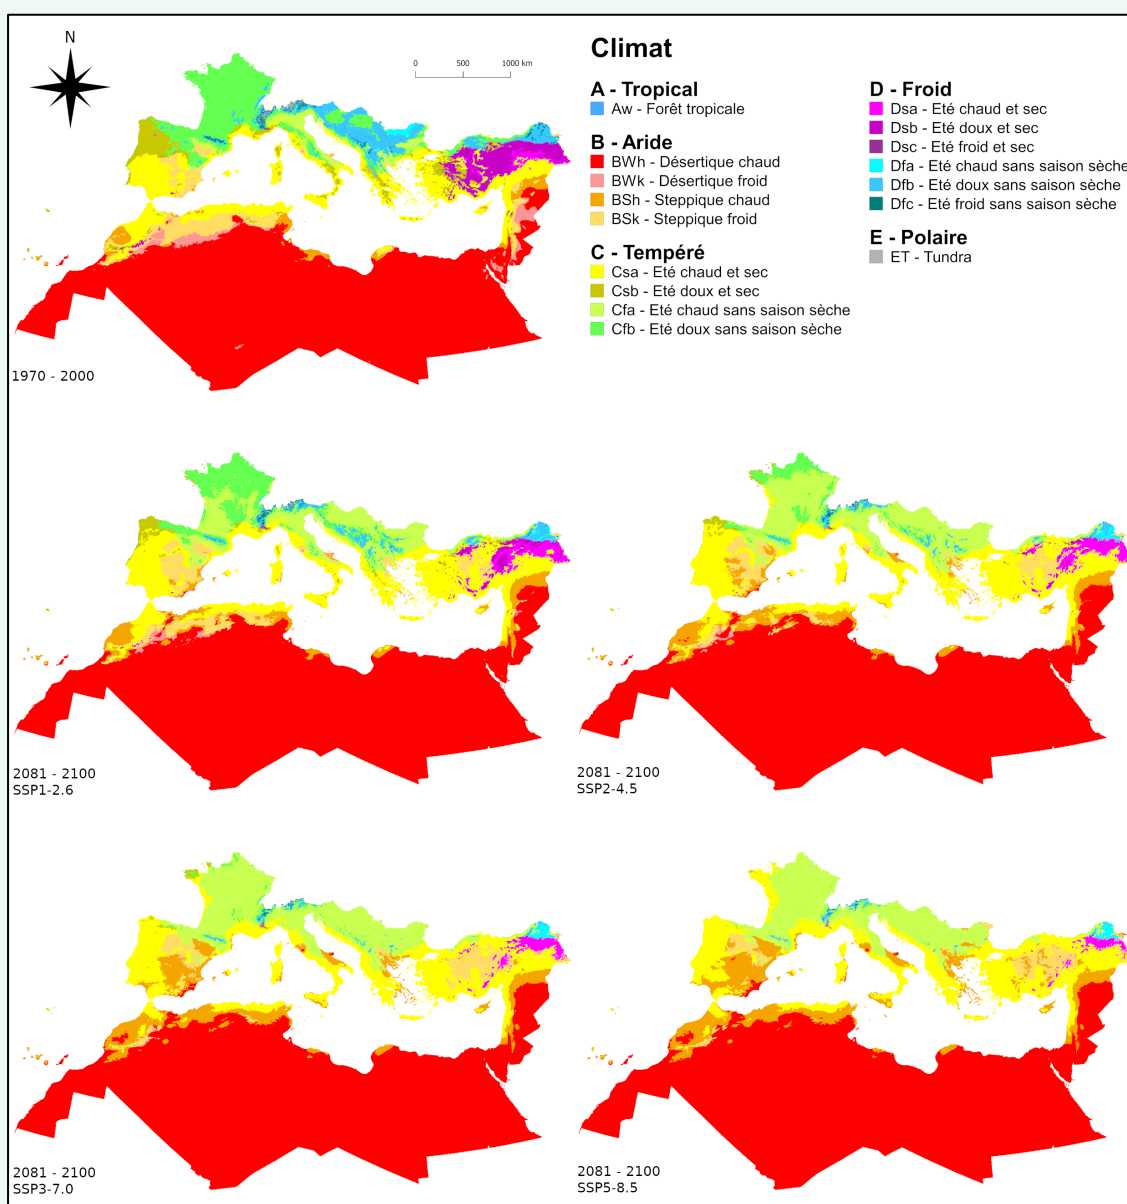 N
0 500 1000 km
Climat
A - Tropical
Aw - Forêt tropicale
B - Aride
BWh - Désertique chaud
BWk - Désertique froid
BSh - Steppique chaud
BSk - Steppique froid
C - Tempéré
Csa - Eté chaud et sec
Csb - Eté doux et sec
Cfa - Eté chaud sans saison sèche
Cfb - Eté doux sans saison sèche
D - Froid
Dsa - Eté chaud et sec
Dsb - Eté doux et sec
Dsc - Eté froid et sec
Dfa - Eté chaud sans saison sèche
Dfb - Eté doux sans saison sèche
Dfc - Eté froid sans saison sèche
E - Polaire
ET - Tundra
1970 - 2000
2081 - 2100
SSP1-2.6
2081 - 2100
SSP2-4.5
2081 - 2100
SSP3-7.0
2081 - 2100
SSP5-8.5